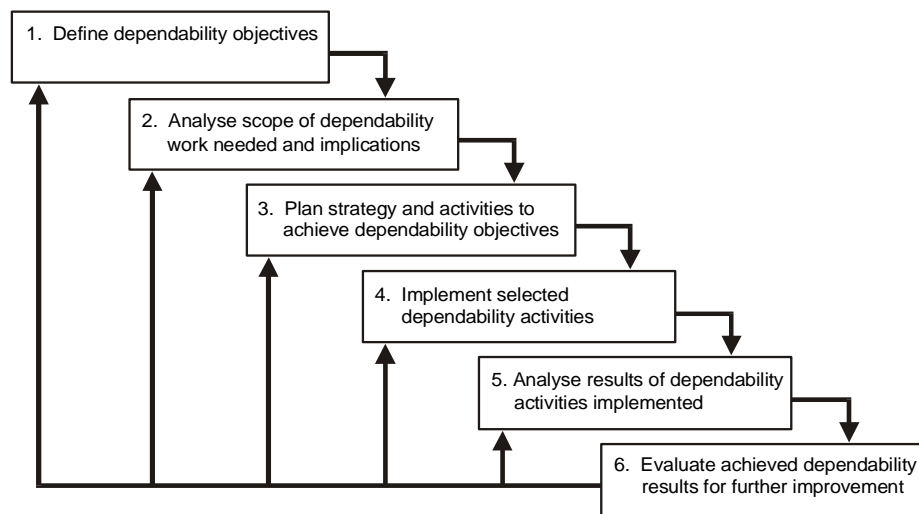 1. Define dependability objectives
2. Analyse scope of dependability
work needed and implications
3. Plan strategy and activities to
achieve dependability objectives
4. Implement selected
dependability activities
5. Analyse results of dependability
activities implemented
6. Evaluate achieved dependability
results for further improvement